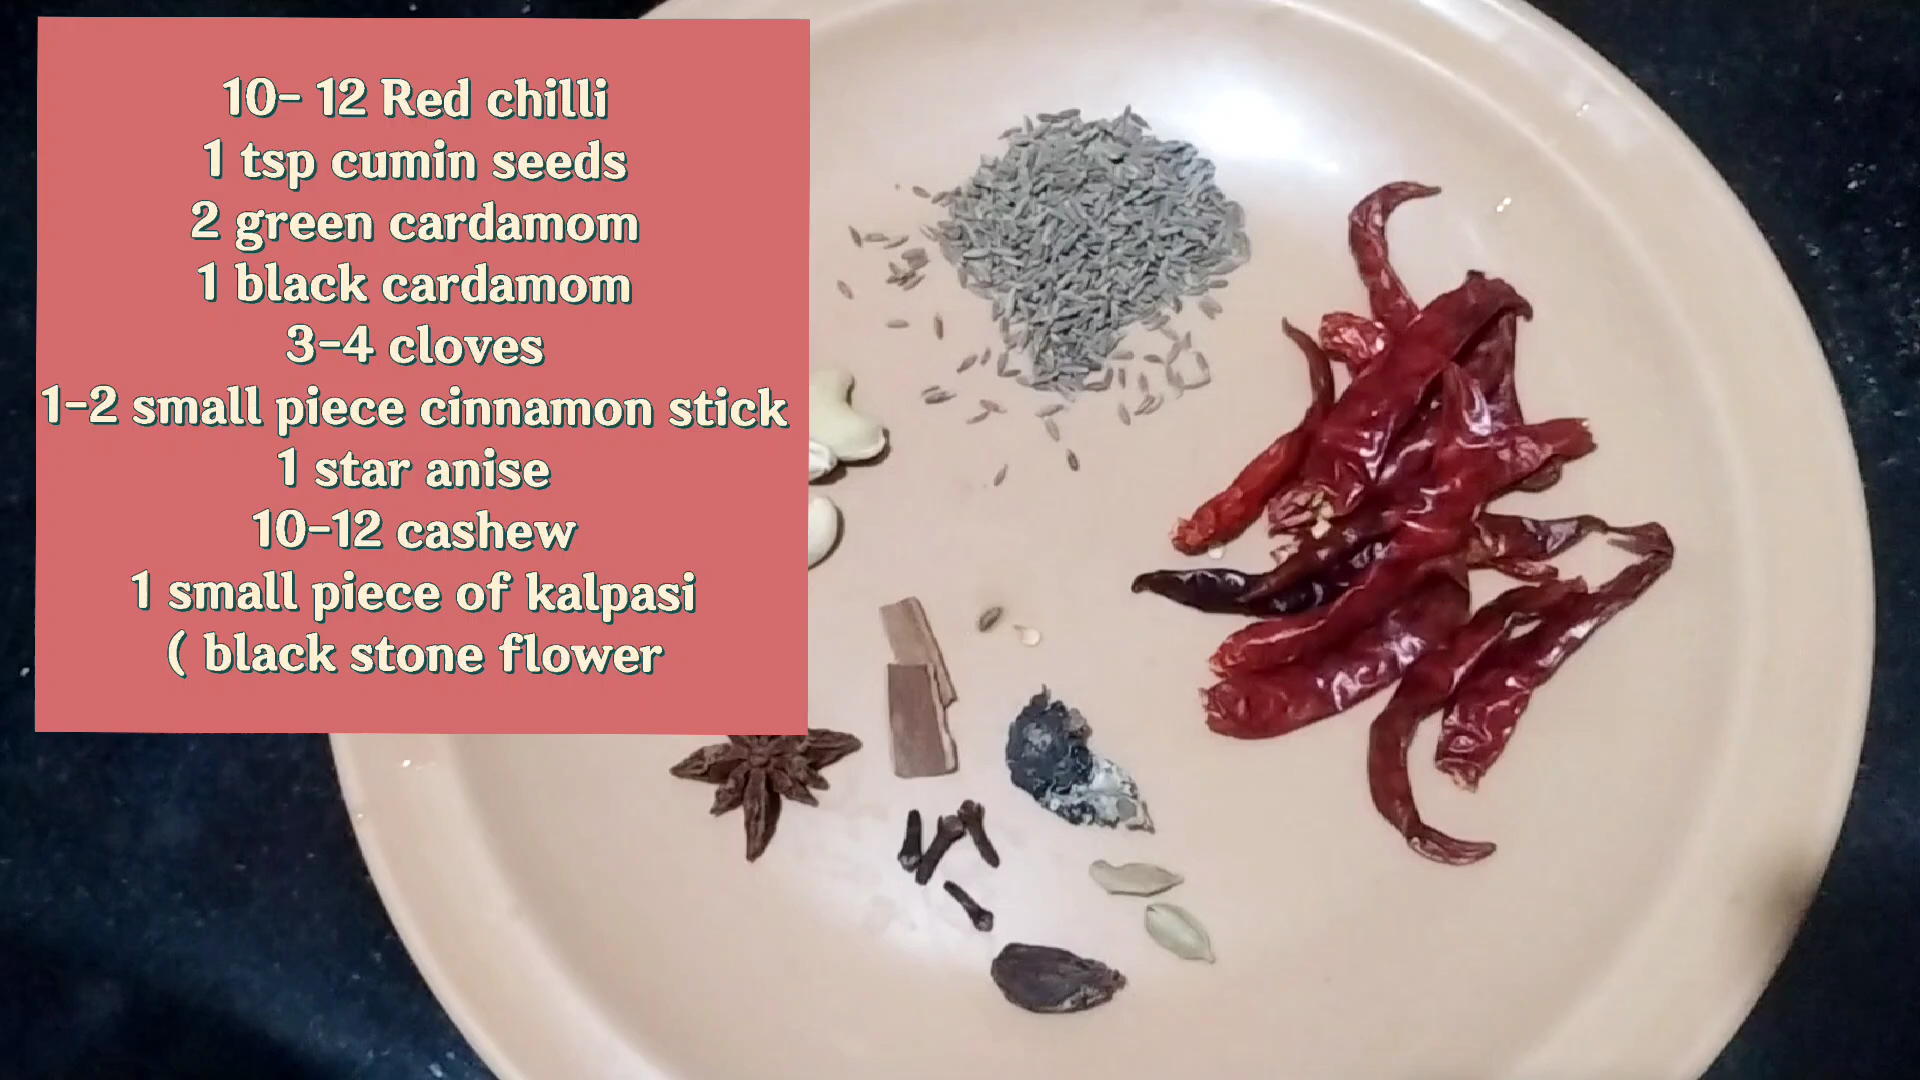 10- 12 Red chilli
1 tsp cumin seeds
2 green cardamom
1 black cardamom
3-4 cloves
1-2 small piece cinnamon stick
1 star anise
10-12 cashew
1 small piece of kalpasi
( black stone flower